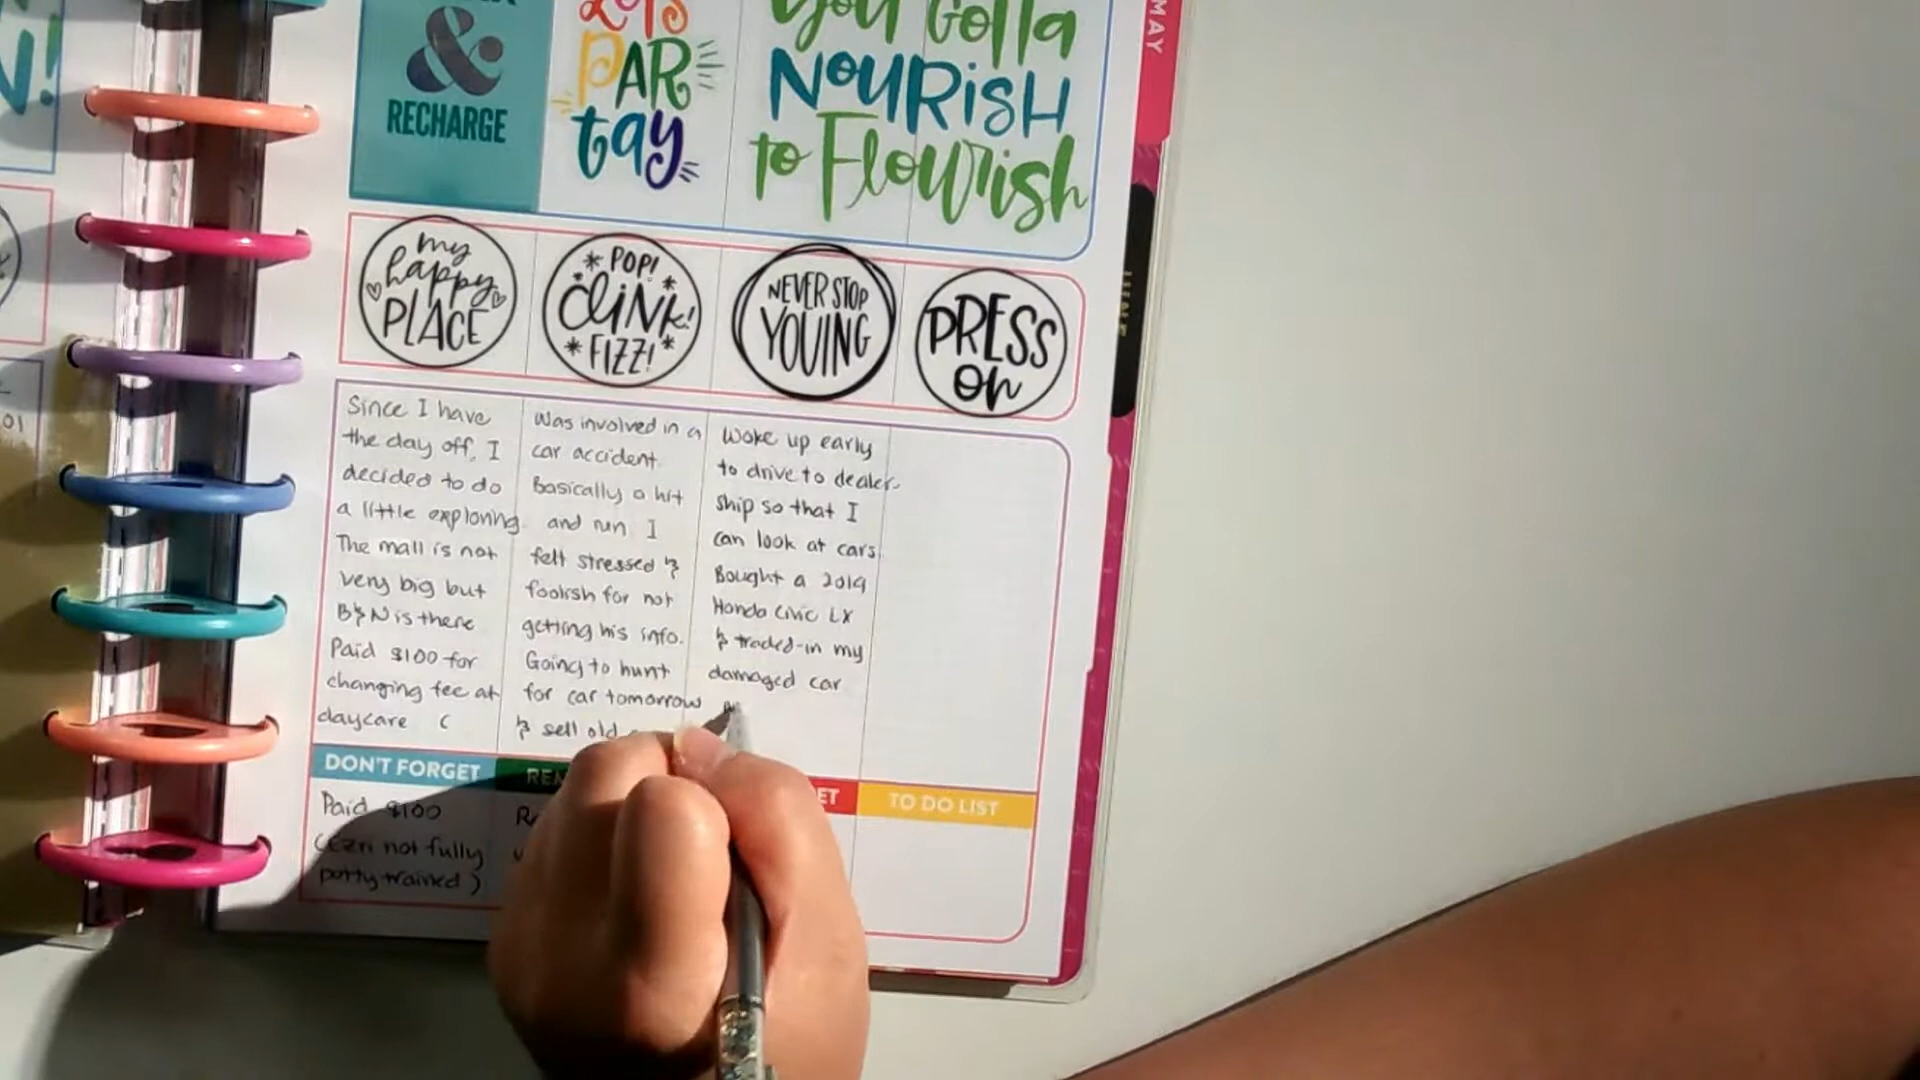 &
RECHARGE
Let's
PAR
tay
You Gotta
NOURISH
to Flourish
MAY
my
happy
PLACE
POP!
CLINK!
FIZZ!
NEVER STOP
YOUING
PRESS
on
Since I have
the day off, I
decided to do
a little exploring.
The mall is not
very big but
B&N is there
Paid $100 for
changing fee at
daycare (
Was involved in a
car accident.
Basically a hit
and run. I
felt stressed &
foolish for not
getting his info.
Going to hunt
for car tomorrow
& sell old
Woke up early
to drive to dealer-
ship so that I
can look at cars.
Bought a 2019
Honda Civic LX
& traded-in my
damaged car
DON'T FORGET
TO DO LIST
Paid $100
(Ezri not fully
potty trained)